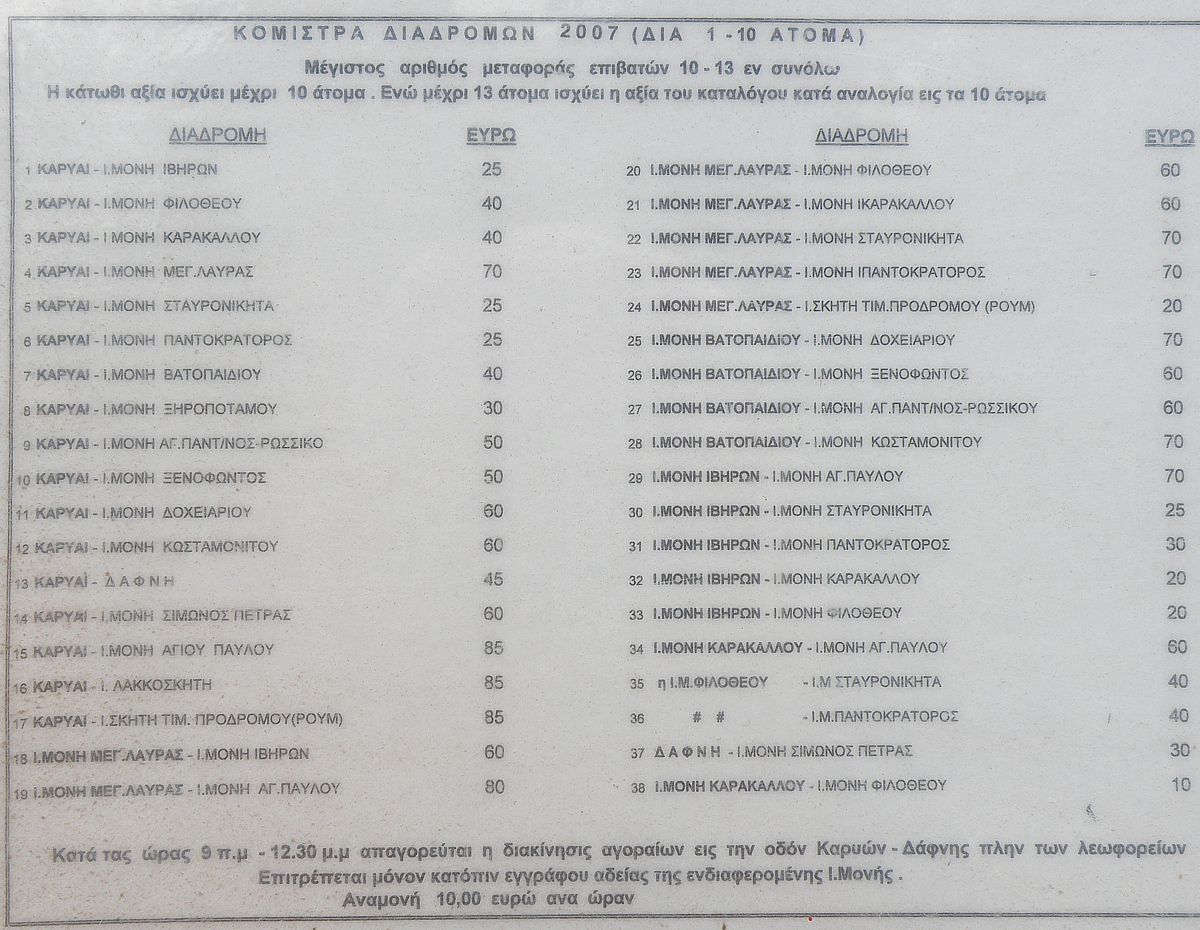 ΚΟΜΙΣΤΡΑ ΔΙΑΔΡΟΜΩΝ 2007 (ΔΙΑ 1 -10 ΑΤΟΜΑ)
Μέγιστος αριθμός μεταφοράς επιβατών 10 - 13 εν συνόλω
Η κάτωθι αξία ισχύει μέχρι 10 άτομα . Ενώ μέχρι 13 άτομα ισχύει η αξία του καταλόγου κατά αναλογία εις τα 10 άτομα
ΔΙΑΔΡΟΜΗ ΕΥΡΩ
1 ΚΑΡΥΑΙ - Ι.ΜΟΝΗ ΙΒΗΡΩΝ 25
2 ΚΑΡΥΑΙ - Ι.ΜΟΝΗ ΦΙΛΟΘΕΟΥ 40
3 ΚΑΡΥΑΙ - Ι ΜΟΝΗ ΚΑΡΑΚΑΛΛΟΥ 40
4 ΚΑΡΥΑΙ - Ι.ΜΟΝΗ ΜΕΓ.ΛΑΥΡΑΣ 70
5 ΚΑΡΥΑΙ - Ι.ΜΟΝΗ ΣΤΑΥΡΟΝΙΚΗΤΑ 25
6 ΚΑΡΥΑΙ - Ι.ΜΟΝΗ ΠΑΝΤΟΚΡΑΤΟΡΟΣ 25
7 ΚΑΡΥΑΙ - Ι.ΜΟΝΗ ΒΑΤΟΠΑΙΔΙΟΥ 40
8 ΚΑΡΥΑΙ - Ι.ΜΟΝΗ ΞΗΡΟΠΟΤΑΜΟΥ 30
9 ΚΑΡΥΑΙ - Ι.ΜΟΝΗ ΑΓ.ΠΑΝΤ/ΝΟΣ-ΡΩΣΣΙΚΟ 50
10 ΚΑΡΥΑΙ - Ι.ΜΟΝΗ ΞΕΝΟΦΩΝΤΟΣ 50
11 ΚΑΡΥΑΙ - Ι.ΜΟΝΗ ΔΟΧΕΙΑΡΙΟΥ 60
12 ΚΑΡΥΑΙ - Ι.ΜΟΝΗ ΚΩΣΤΑΜΟΝΙΤΟΥ 60
13 ΚΑΡΥΑΙ - Δ Α Φ Ν Η 45
14 ΚΑΡΥΑΙ - Ι.ΜΟΝΗ ΣΙΜΩΝΟΣ ΠΕΤΡΑΣ 60
15 ΚΑΡΥΑΙ - Ι.ΜΟΝΗ ΑΓΙΟΥ ΠΑΥΛΟΥ 85
16 ΚΑΡΥΑΙ - Ι. ΛΑΚΚΟΣΚΗΤΗ 85
17 ΚΑΡΥΑΙ - Ι.ΣΚΗΤΗ ΤΙΜ. ΠΡΟΔΡΟΜΟΥ(ΡΟΥΜ) 85
18 Ι.ΜΟΝΗ ΜΕΓ.ΛΑΥΡΑΣ - Ι.ΜΟΝΗ ΙΒΗΡΩΝ 60
19 Ι.ΜΟΝΗ ΜΕΓ.ΛΑΥΡΑΣ - Ι.ΜΟΝΗ ΑΓ.ΠΑΥΛΟΥ 80
ΔΙΑΔΡΟΜΗ ΕΥΡΩ
20 Ι.ΜΟΝΗ ΜΕΓ.ΛΑΥΡΑΣ - Ι.ΜΟΝΗ ΦΙΛΟΘΕΟΥ 60
21 Ι.ΜΟΝΗ ΜΕΓ.ΛΑΥΡΑΣ - Ι.ΜΟΝΗ ΙΚΑΡΑΚΑΛΛΟΥ 60
22 Ι.ΜΟΝΗ ΜΕΓ.ΛΑΥΡΑΣ - Ι.ΜΟΝΗ ΣΤΑΥΡΟΝΙΚΗΤΑ 70
23 Ι.ΜΟΝΗ ΜΕΓ.ΛΑΥΡΑΣ - Ι.ΜΟΝΗ ΙΠΑΝΤΟΚΡΑΤΟΡΟΣ 70
24 Ι.ΜΟΝΗ ΜΕΓ.ΛΑΥΡΑΣ - Ι.ΣΚΗΤΗ ΤΙΜ.ΠΡΟΔΡΟΜΟΥ (ΡΟΥΜ) 20
25 Ι.ΜΟΝΗ ΒΑΤΟΠΑΙΔΙΟΥ - Ι.ΜΟΝΗ ΔΟΧΕΙΑΡΙΟΥ 70
26 Ι.ΜΟΝΗ ΒΑΤΟΠΑΙΔΙΟΥ - Ι.ΜΟΝΗ ΞΕΝΟΦΩΝΤΟΣ 60
27 Ι.ΜΟΝΗ ΒΑΤΟΠΑΙΔΙΟΥ - Ι.ΜΟΝΗ ΑΓ.ΠΑΝΤ/ΝΟΣ-ΡΩΣΣΙΚΟΥ 60
28 Ι.ΜΟΝΗ ΒΑΤΟΠΑΙΔΙΟΥ - Ι.ΜΟΝΗ ΚΩΣΤΑΜΟΝΙΤΟΥ 70
29 Ι.ΜΟΝΗ ΙΒΗΡΩΝ - Ι.ΜΟΝΗ ΑΓ.ΠΑΥΛΟΥ 70
30 Ι.ΜΟΝΗ ΙΒΗΡΩΝ - Ι.ΜΟΝΗ ΣΤΑΥΡΟΝΙΚΗΤΑ 25
31 Ι.ΜΟΝΗ ΙΒΗΡΩΝ - Ι.ΜΟΝΗ ΠΑΝΤΟΚΡΑΤΟΡΟΣ 30
32 Ι.ΜΟΝΗ ΙΒΗΡΩΝ - Ι.ΜΟΝΗ ΚΑΡΑΚΑΛΛΟΥ 20
33 Ι.ΜΟΝΗ ΙΒΗΡΩΝ - Ι.ΜΟΝΗ ΦΙΛΟΘΕΟΥ 20
34 Ι.ΜΟΝΗ ΚΑΡΑΚΑΛΛΟΥ - Ι.ΜΟΝΗ ΑΓ.ΠΑΥΛΟΥ 60
35 η Ι.Μ.ΦΙΛΟΘΕΟΥ - Ι.Μ ΣΤΑΥΡΟΝΙΚΗΤΑ 40
36 # # - Ι.Μ.ΠΑΝΤΟΚΡΑΤΟΡΟΣ 40
37 Δ Α Φ Ν Η - Ι.ΜΟΝΗ ΣΙΜΩΝΟΣ ΠΕΤΡΑΣ 30
38 Ι.ΜΟΝΗ ΚΑΡΑΚΑΛΛΟΥ - Ι.ΜΟΝΗ ΦΙΛΟΘΕΟΥ 10
Κατά τας ώρας 9 π.μ - 12.30 μ.μ απαγορεύται η διακίνησις αγοραίων εις την οδόν Καρυών - Δάφνης πλην των λεωφορείων
Επιτρέπεται μόνον κατόπιν εγγράφου αδείας της ενδιαφερομένης Ι.Μονής .
Αναμονή 10,00 ευρώ ανα ώραν